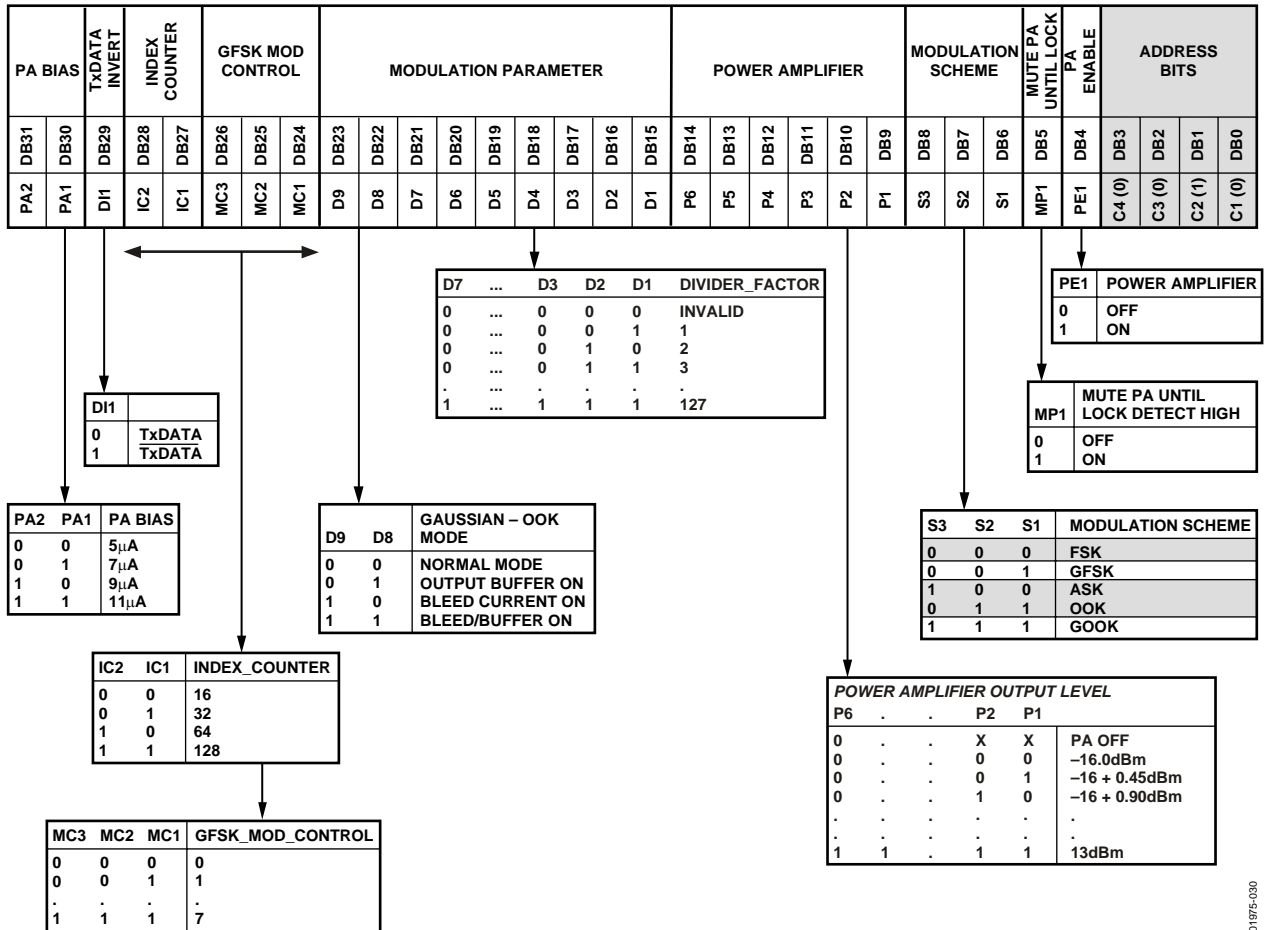 PA BIAS
TxDATA
INVERT
INDEX
COUNTER
GFSK MOD
CONTROL
MODULATION PARAMETER
POWER AMPLIFIER
MODULATION
SCHEME
MUTE PA
UNTIL LOCK
PA
ENABLE
ADDRESS
BITS
DB31 DB30 DB29 DB28 DB27 DB26 DB25 DB24 DB23 DB22 DB21 DB20 DB19 DB18 DB17 DB16 DB15 DB14 DB13 DB12 DB11 DB10 DB9 DB8 DB7 DB6 DB5 DB4 DB3 DB2 DB1 DB0
PA2 PA1 DI1 IC2 IC1 MC3 MC2 MC1 D9 D8 D7 D6 D5 D4 D3 D2 D1 P6 P5 P4 P3 P2 P1 S3 S2 S1 MP1 PE1 C4 (0) C3 (0) C2 (1) C1 (0)
D7 ... D3 D2 D1 DIVIDER_FACTOR
0 ... 0 0 0 INVALID
0 ... 0 0 1 1
0 ... 0 1 0 2
0 ... 0 1 1 3
. ... . . . .
1 ... 1 1 1 127
PE1 POWER AMPLIFIER
0 OFF
1 ON
DI1
0 TxDATA
1 TxDATA
MP1 MUTE PA UNTIL
LOCK DETECT HIGH
0 OFF
1 ON
PA2 PA1 PA BIAS
0 0 5µA
0 1 7µA
1 0 9µA
1 1 11µA
D9 D8 GAUSSIAN – OOK
MODE
0 0 NORMAL MODE
0 1 OUTPUT BUFFER ON
1 0 BLEED CURRENT ON
1 1 BLEED/BUFFER ON
S3 S2 S1 MODULATION SCHEME
0 0 0 FSK
0 0 1 GFSK
1 0 0 ASK
0 1 1 OOK
1 1 1 GOOK
IC2 IC1 INDEX_COUNTER
0 0 16
0 1 32
1 0 64
1 1 128
POWER AMPLIFIER OUTPUT LEVEL
P6 . . P2 P1
0 . . X X PA OFF
0 . . 0 0 –16.0dBm
0 . . 0 1 –16 + 0.45dBm
0 . . 1 0 –16 + 0.90dBm
. . . . . .
. . . . . .
1 1 . 1 1 13dBm
MC3 MC2 MC1 GFSK_MOD_CONTROL
0 0 0 0
0 0 1 1
. . . .
1 1 1 7
01975-030